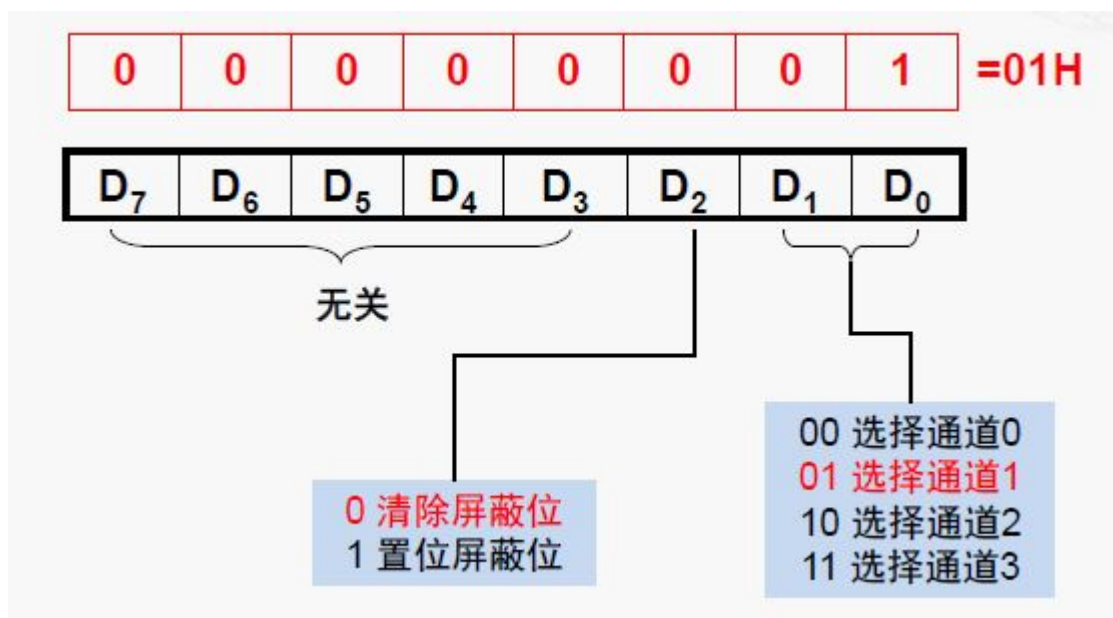 0 0 0 0 0 0 0 1 =01H
D₇ D₆ D₅ D₄ D₃ D₂ D₁ D₀
无关
00 选择通道0
01 选择通道1
10 选择通道2
11 选择通道3
0 清除屏蔽位
1 置位屏蔽位